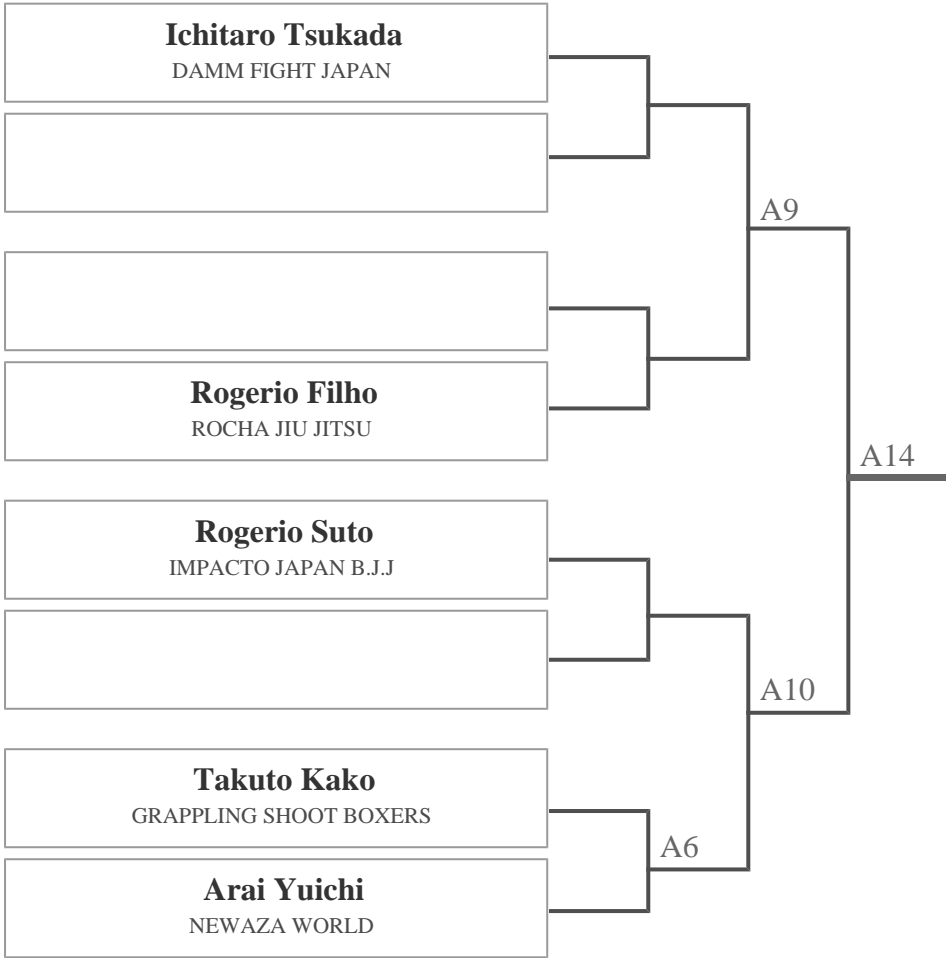 Ichitaro Tsukada
DAMM FIGHT JAPAN
A9
Rogerio Filho
ROCHA JIU JITSU
A14
Rogerio Suto
IMPACTO JAPAN B.J.J
A10
Takuto Kako
GRAPPLING SHOOT BOXERS
A6
Arai Yuichi
NEWAZA WORLD